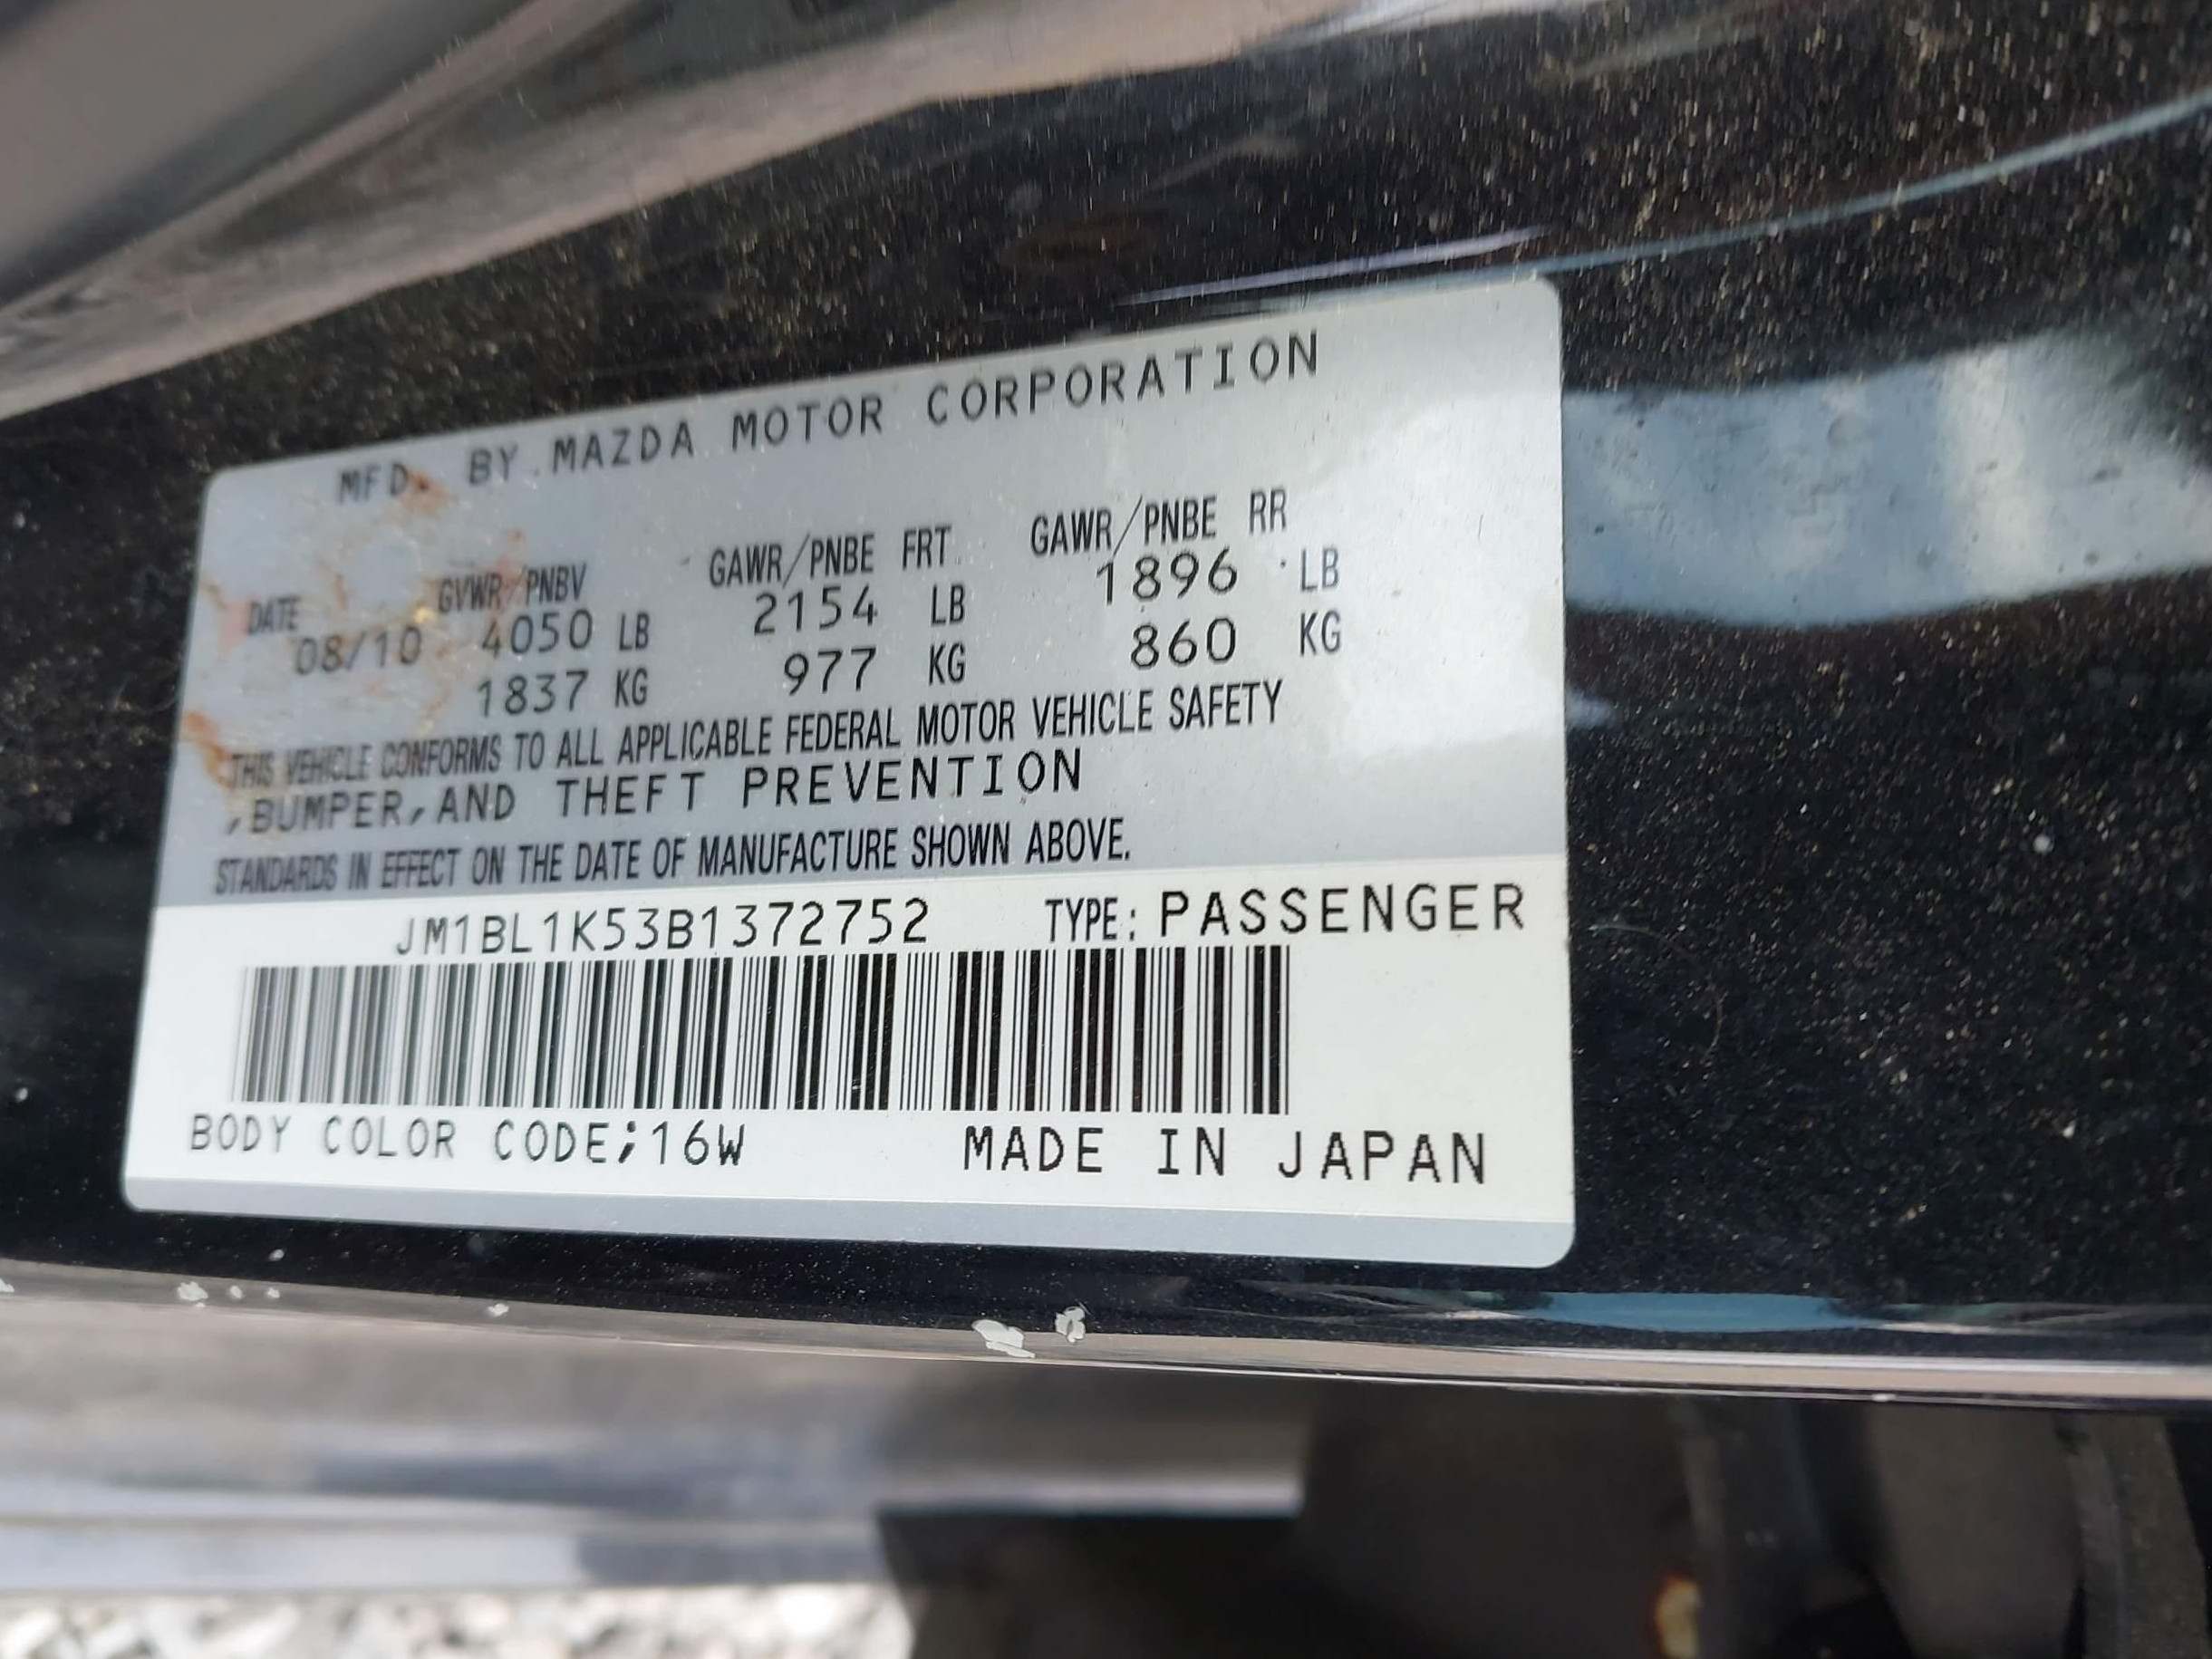 MFD. BY MAZDA MOTOR CORPORATION
DATE GVWR/PNBV GAWR/PNBE FRT GAWR/PNBE RR
08/10 4050 LB 2154 LB 1896 LB
1837 KG 977 KG 860 KG
THIS VEHICLE CONFORMS TO ALL APPLICABLE FEDERAL MOTOR VEHICLE SAFETY
,BUMPER,AND THEFT PREVENTION
STANDARDS IN EFFECT ON THE DATE OF MANUFACTURE SHOWN ABOVE.
JM1BL1K53B1372752 TYPE: PASSENGER
BODY COLOR CODE;16W MADE IN JAPAN